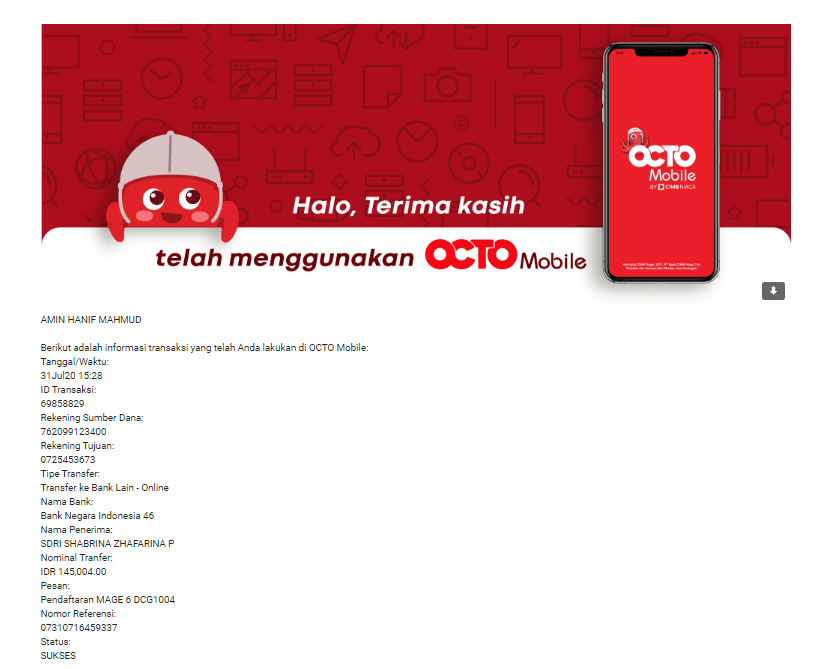 Halo, Terima kasih
telah menggunakan OCTO Mobile
OCTO
Mobile
BY CIMB NIAGA
AMIN HANIF MAHMUD
Berikut adalah informasi transaksi yang telah Anda lakukan di OCTO Mobile:
Tanggal/Waktu:
31Jul20 15:28
ID Transaksi:
69858829
Rekening Sumber Dana:
762099123400
Rekening Tujuan:
0725453673
Tipe Transfer:
Transfer ke Bank Lain - Online
Nama Bank:
Bank Negara Indonesia 46
Nama Penerima:
SDRI SHABRINA ZHAFARINA P
Nominal Tranfer:
IDR 145,004.00
Pesan:
Pendaftaran MAGE 6 DCG1004
Nomor Referensi:
07310716459337
Status:
SUKSES